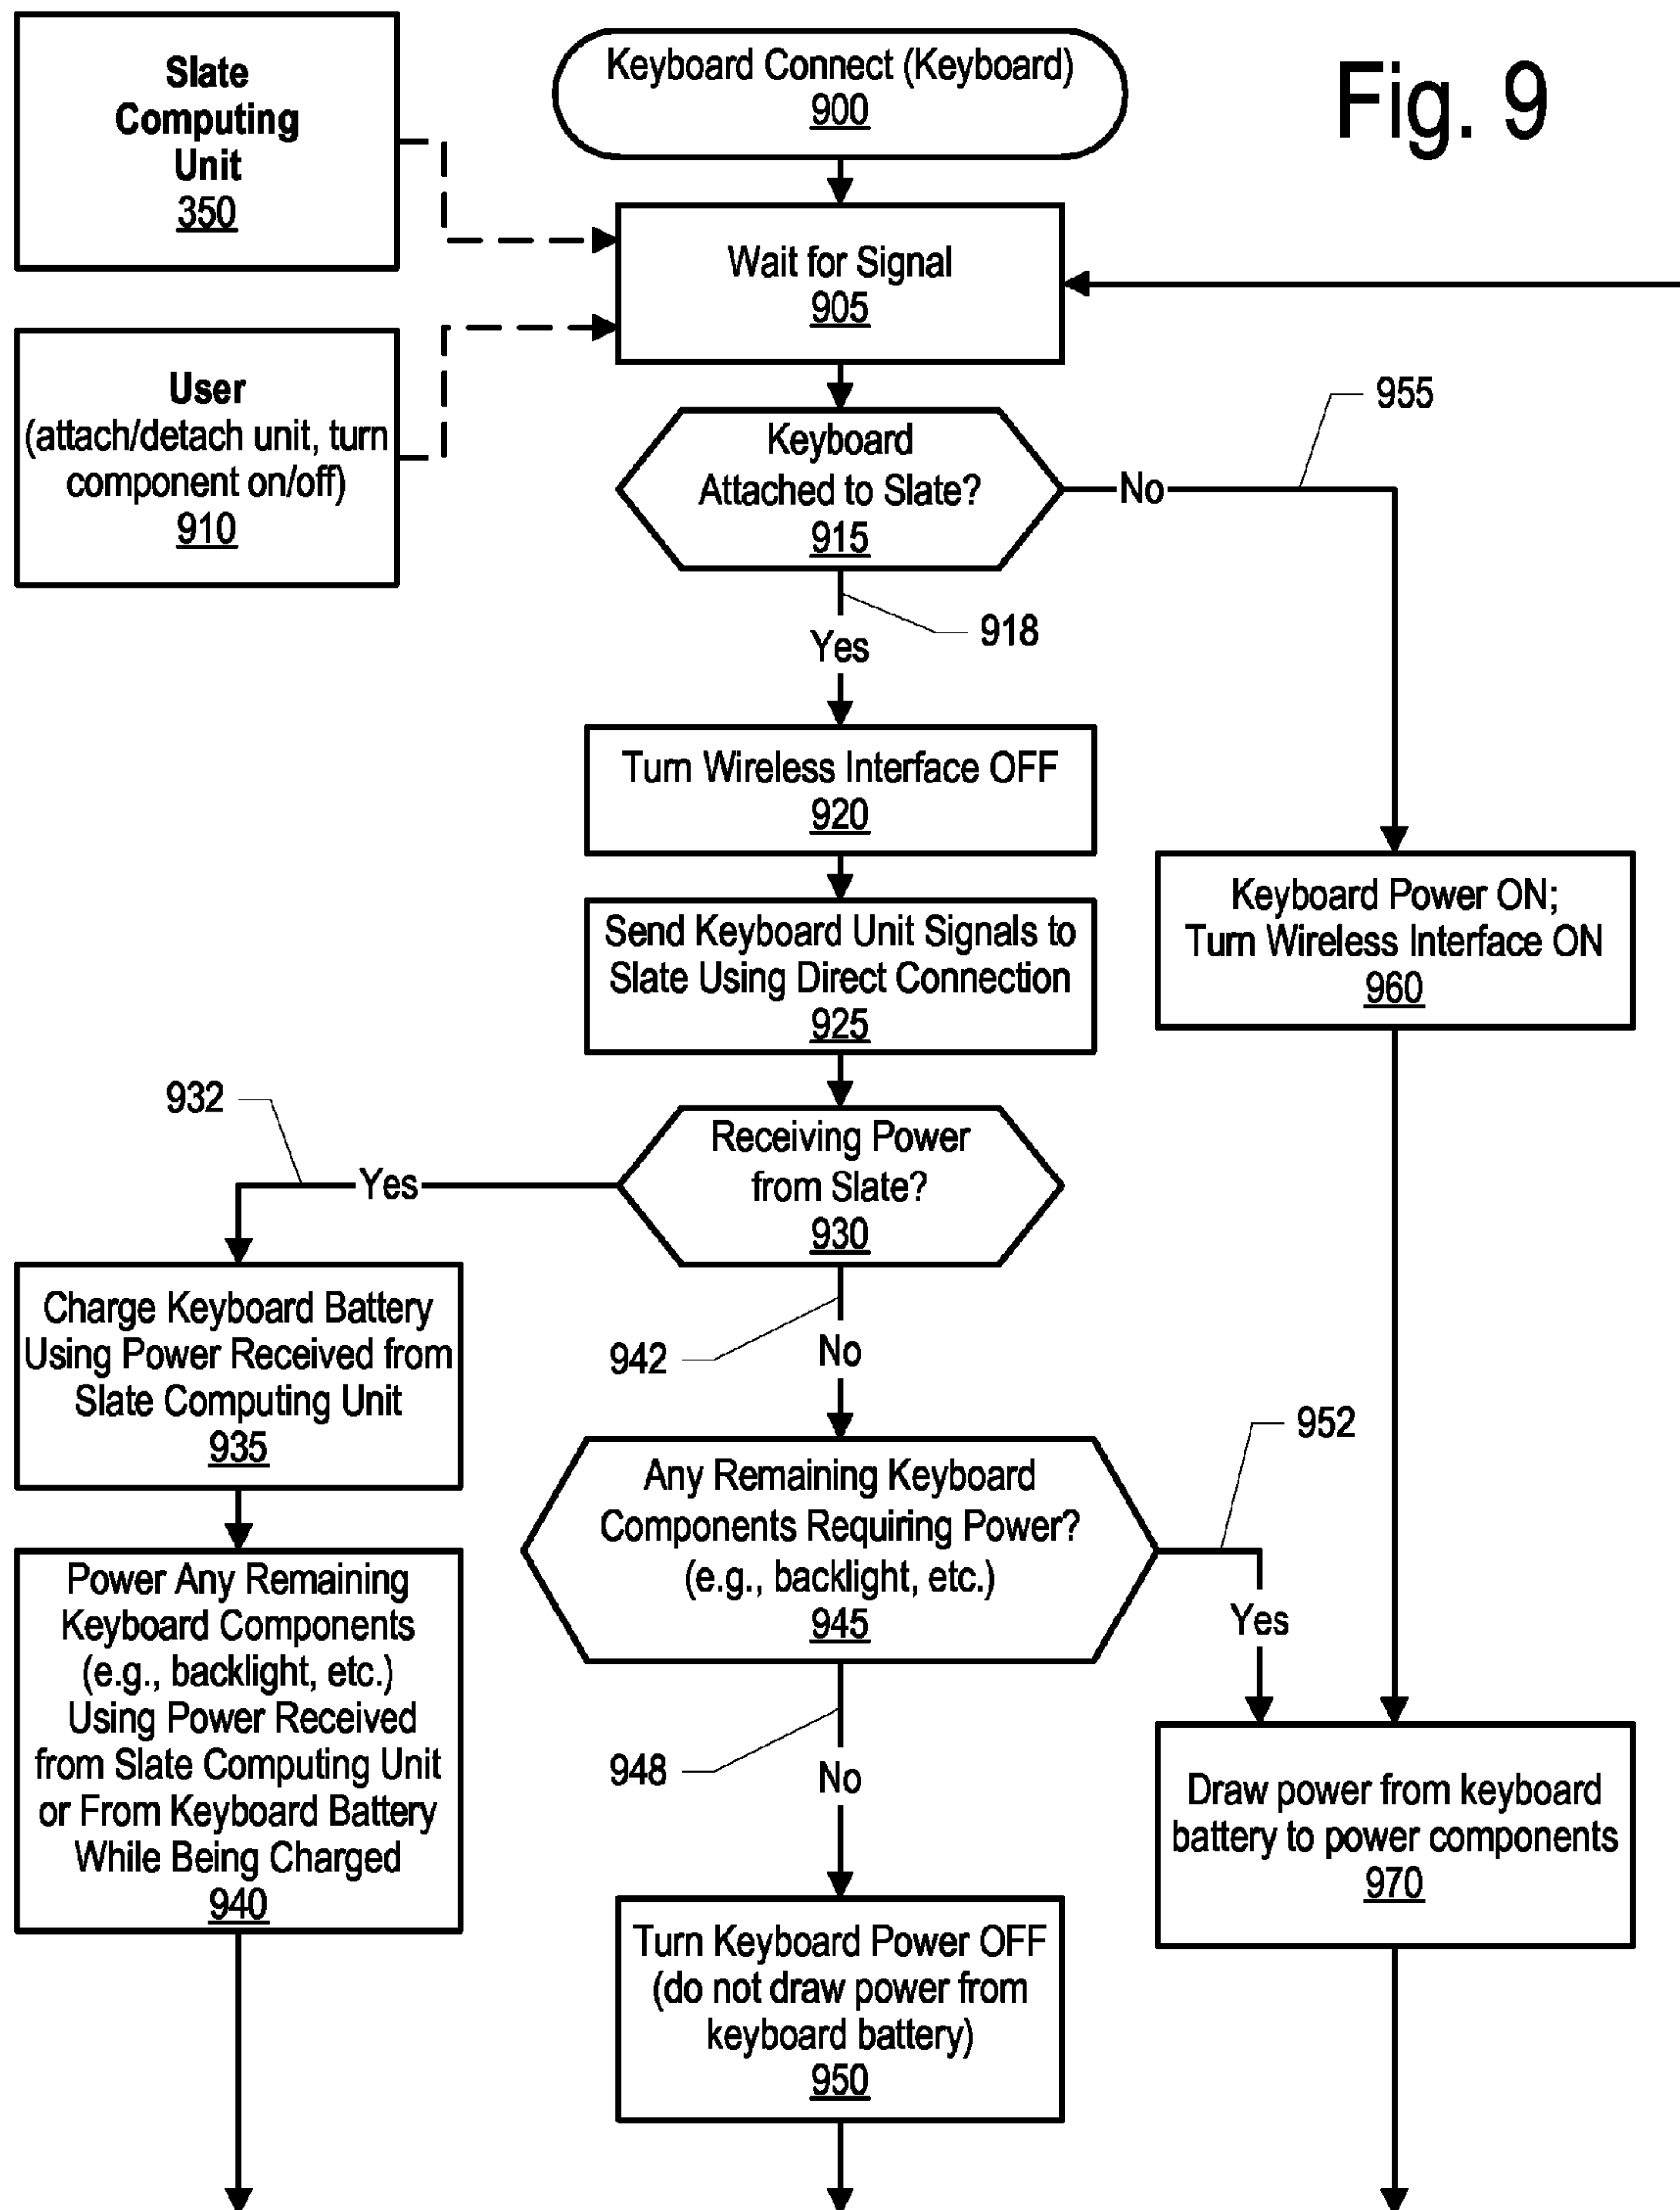 Fig. 9
Slate
Computing
Unit
350
Keyboard Connect (Keyboard)
900
Wait for Signal
905
User
(attach/detach unit, turn
component on/off)
910
Keyboard
Attached to Slate?
915
No
955
918
Yes
Turn Wireless Interface OFF
920
Send Keyboard Unit Signals to
Slate Using Direct Connection
925
Keyboard Power ON;
Turn Wireless Interface ON
960
Receiving Power
from Slate?
930
932
Yes
942
No
Charge Keyboard Battery
Using Power Received from
Slate Computing Unit
935
Any Remaining Keyboard
Components Requiring Power?
(e.g., backlight, etc.)
945
952
Yes
Power Any Remaining
Keyboard Components
(e.g., backlight, etc.)
Using Power Received
from Slate Computing Unit
or From Keyboard Battery
While Being Charged
940
948
No
Draw power from keyboard
battery to power components
970
Turn Keyboard Power OFF
(do not draw power from
keyboard battery)
950